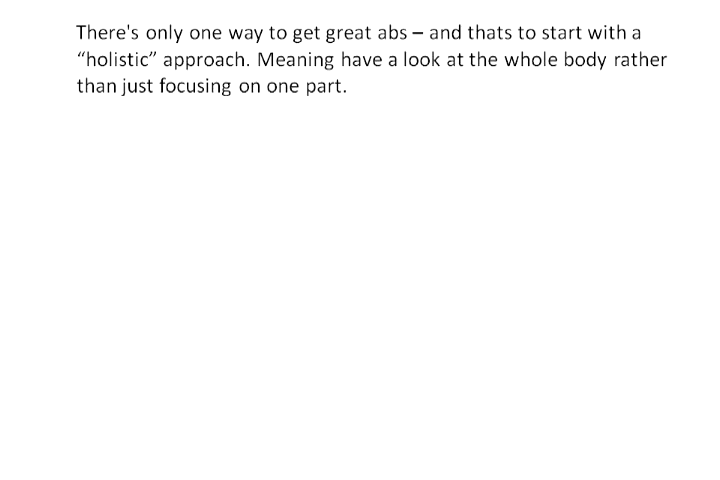 There's only one way to get great abs – and thats to start with a
“holistic” approach. Meaning have a look at the whole body rather
than just focusing on one part.